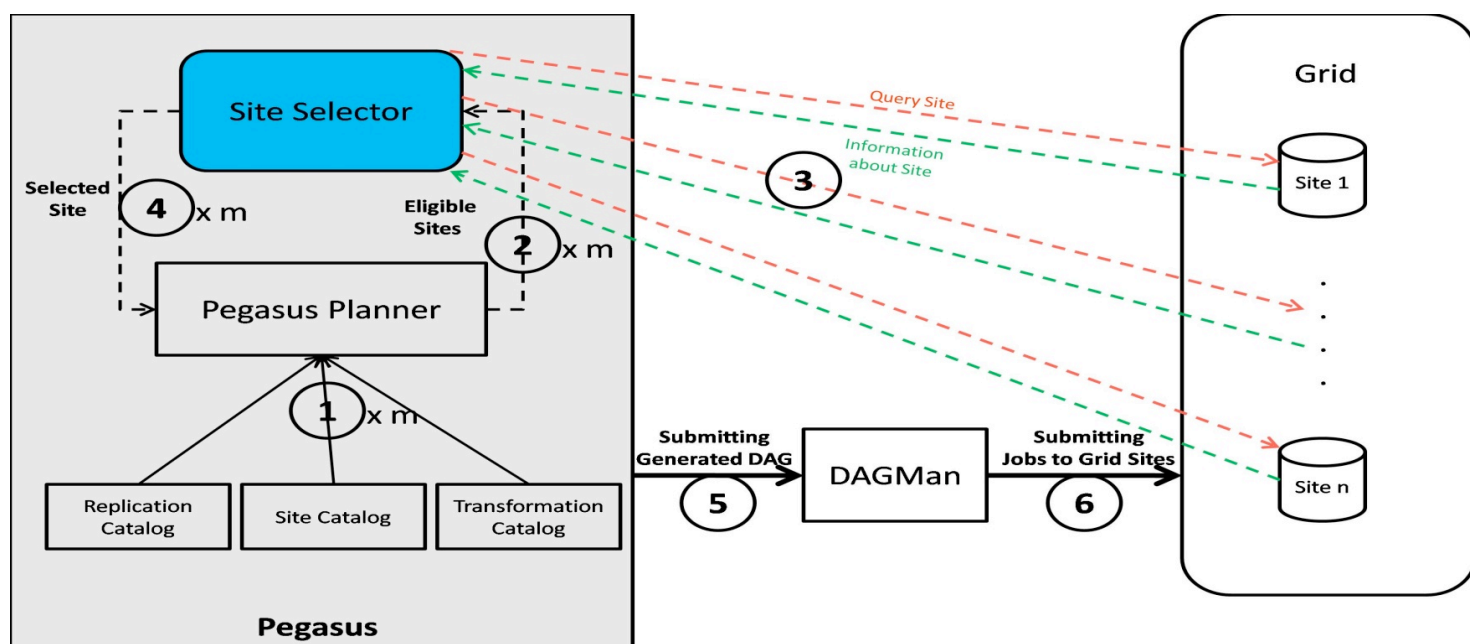 Site Selector
Query Site
Information
about Site
Grid
Site 1
3
Selected
Site
4 x m
Eligible
Sites
2 x m
Pegasus Planner
1 x m
Replication
Catalog
Site Catalog
Transformation
Catalog
Pegasus
Submitting
Generated DAG
5
DAGMan
Submitting
Jobs to Grid Sites
6
Site n